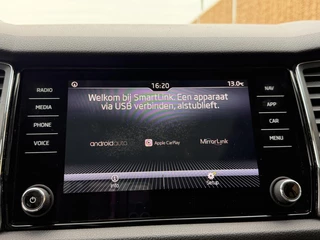 16:20
13.0°C
Welkom bij SmartLink. Een apparaat
via USB verbinden, alstublieft.
androidauto
Apple CarPlay
MirrorLink
Info
Setup
RADIO
MEDIA
PHONE
VOICE
NAV
APP
CAR
MENU